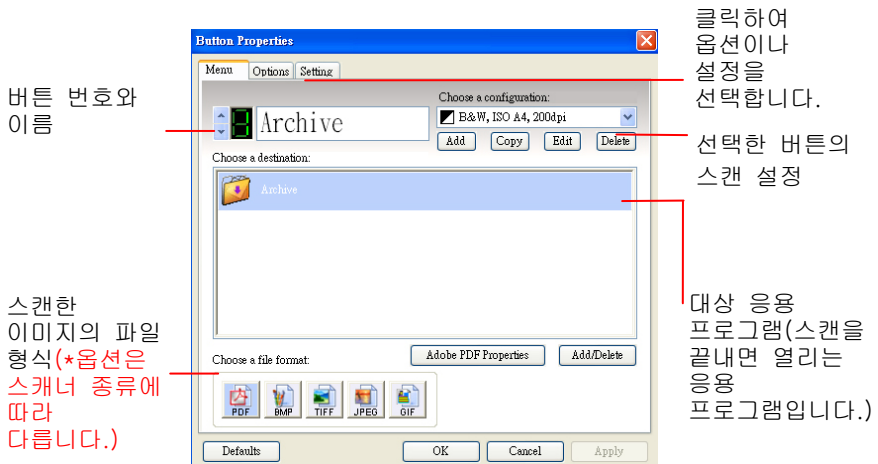 버튼 번호와
이름
스캔한
이미지의 파일
형식(*옵션은
스캐너 종류에
따라
다릅니다.)
Button Properties
Menu Options Setting
Choose a configuration:
Archive
B&W, ISO A4, 200dpi
Add Copy Edit Delete
Choose a destination:
Archive
Choose a file format:
Adobe PDF Properties Add/Delete
PDF BMP TIFF JPEG GIF
Defaults OK Cancel Apply
클릭하여
옵션이나
설정을
선택합니다.
선택한 버튼의
스캔 설정
대상 응용
프로그램(스캔을
끝내면 열리는
응용
프로그램입니다.)